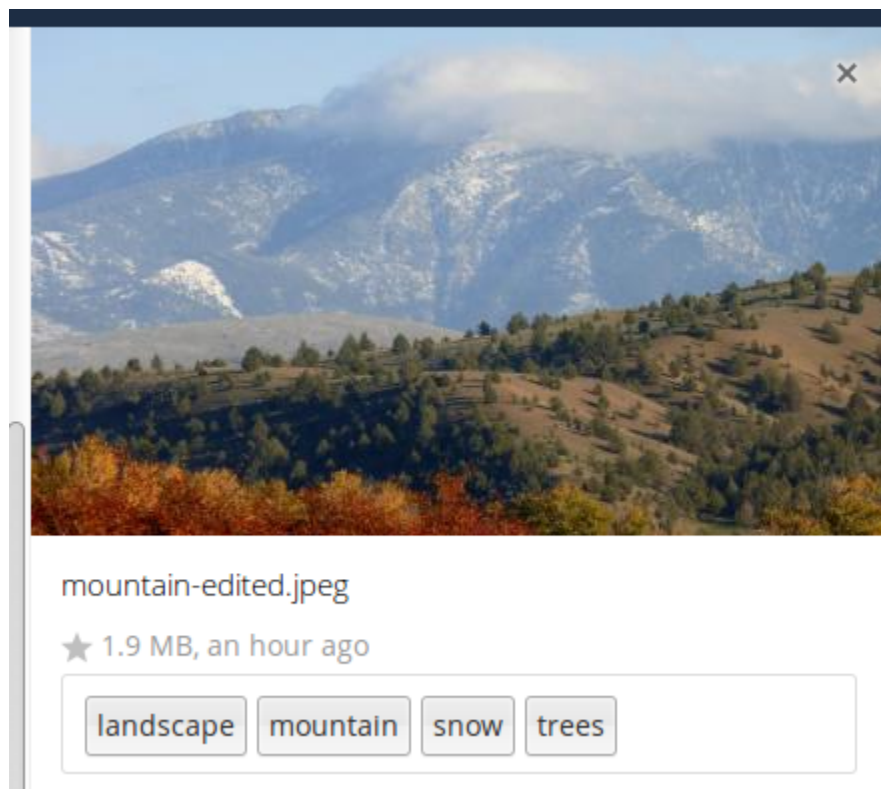 mountain-edited.jpeg
1.9 MB, an hour ago
landscape mountain snow trees